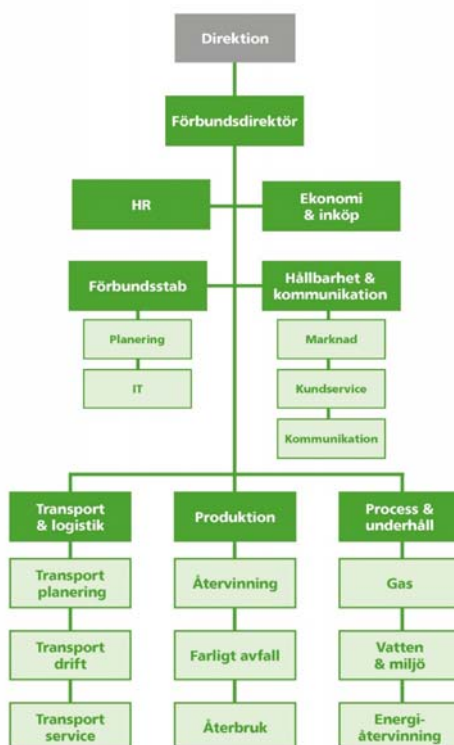 Direktion
Förbundsdirektör
HR
Ekonomi
& inköp
Förbundsstab
Hållbarhet &
kommunikation
Planering
Marknad
IT
Kundservice
Kommunikation
Transport
& logistik
Produktion
Process &
underhåll
Transport
planering
Återvinning
Gas
Transport
drift
Farligt avfall
Vatten
& miljö
Transport
service
Återbruk
Energi-
återvinning